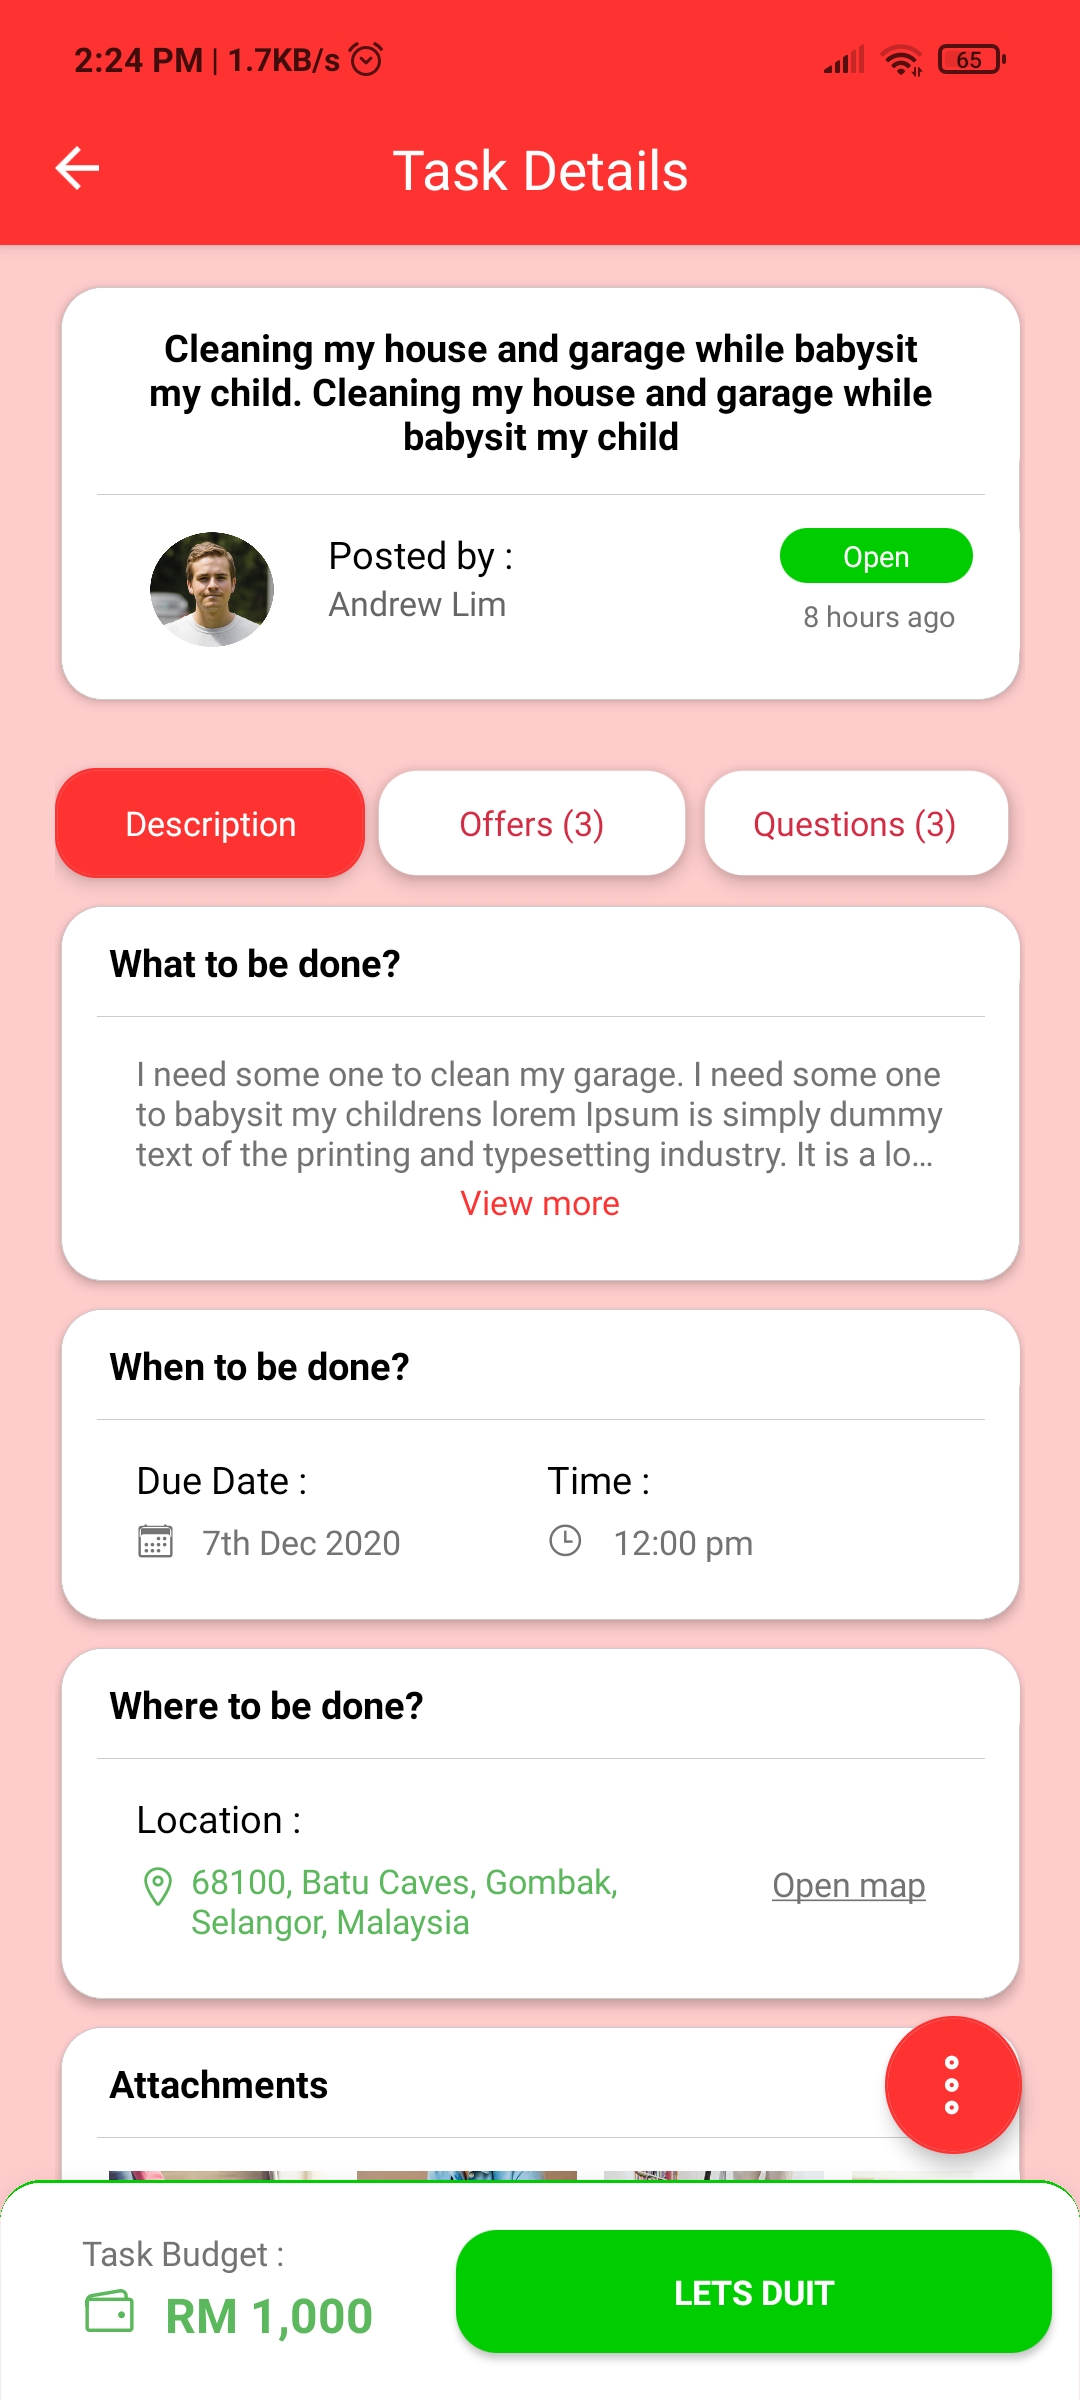 2:24 PM | 1.7KB/s
65
Task Details
Cleaning my house and garage while babysit
my child. Cleaning my house and garage while
babysit my child
Posted by :
Andrew Lim
Open
8 hours ago
Description
Offers (3)
Questions (3)
What to be done?
I need some one to clean my garage. I need some one
to babysit my childrens lorem Ipsum is simply dummy
text of the printing and typesetting industry. It is a lo...
View more
When to be done?
Due Date :
Time :
7th Dec 2020
12:00 pm
Where to be done?
Location :
68100, Batu Caves, Gombak,
Selangor, Malaysia
Open map
Attachments
Task Budget :
RM 1,000
LETS DUIT